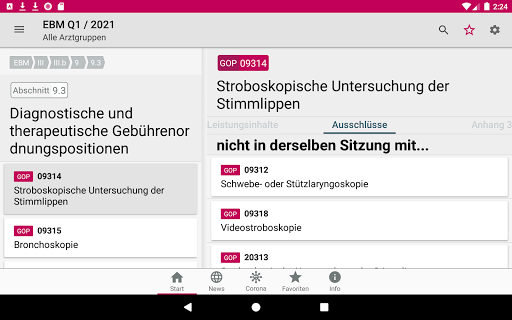 2:24
EBM Q1 / 2021
Alle Arztgruppen
EBM III III.b 9 9.3
Abschnitt 9.3
Diagnostische und
therapeutische Gebührenor
dnungspositionen
GOP 09314
Stroboskopische Untersuchung der
Stimmlippen
GOP 09315
Bronchoskopie
GOP 09314
Stroboskopische Untersuchung der
Stimmlippen
Leistungsinhalte Ausschlüsse Anhang 3
nicht in derselben Sitzung mit...
GOP 09312
Schwebe- oder Stützlaryngoskopie
GOP 09318
Videostroboskopie
GOP 20313
Start News Corona Favoriten Info